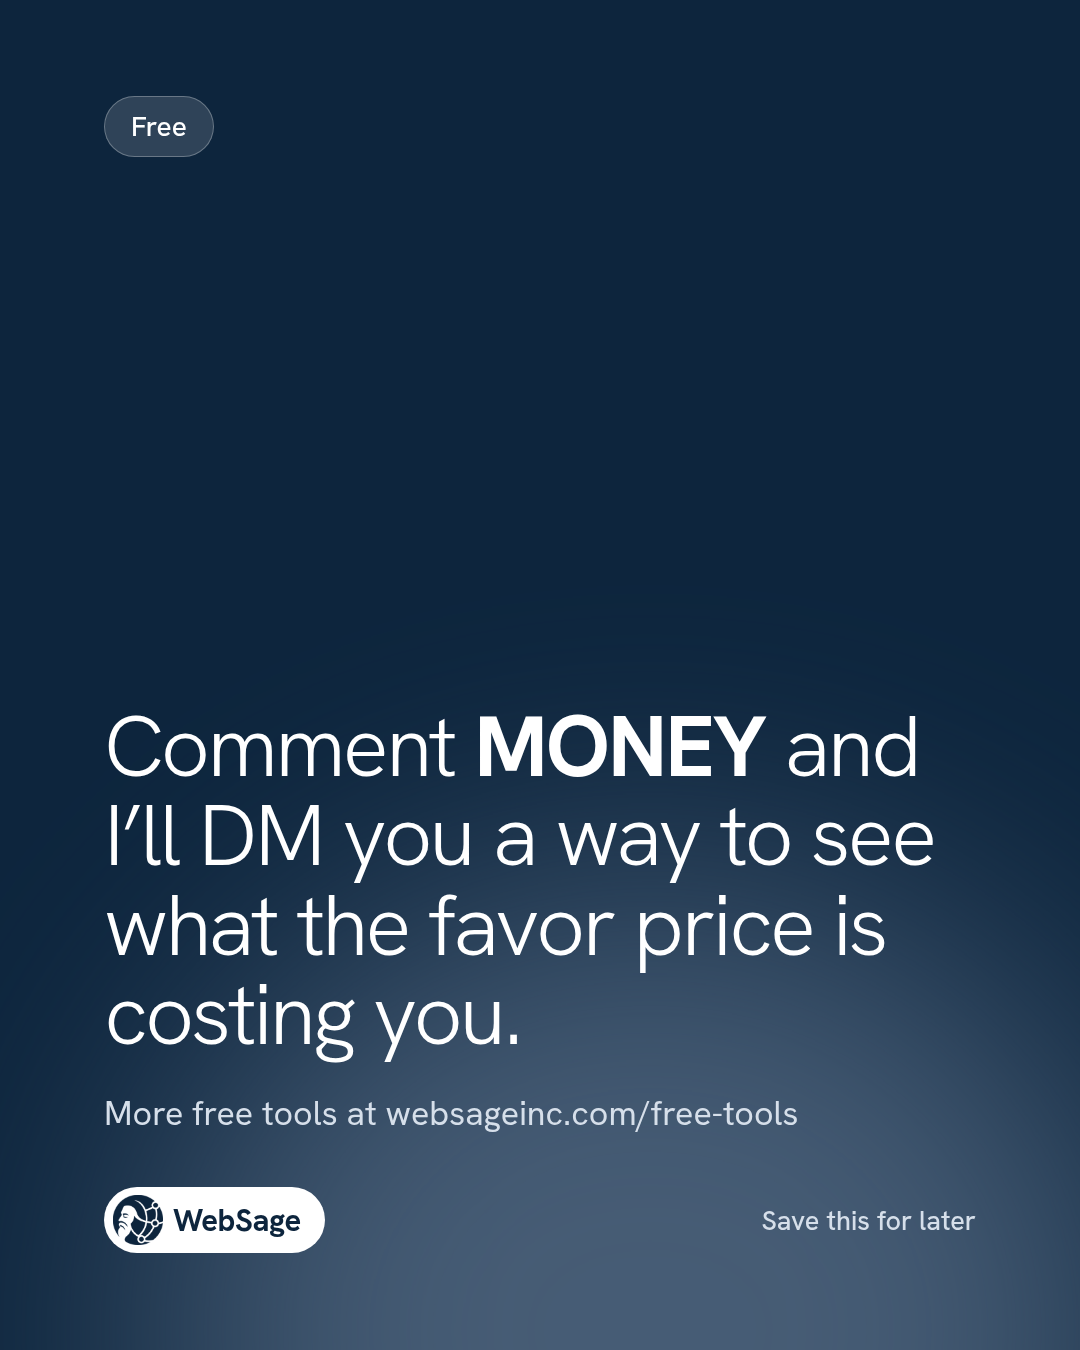 Free
Comment MONEY and
I’ll DM you a way to see
what the favor price is
costing you.
More free tools at websageinc.com/free-tools
WebSage
Save this for later